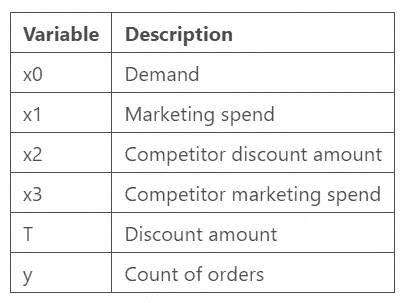 Variable Description
x0 Demand
x1 Marketing spend
x2 Competitor discount amount
x3 Competitor marketing spend
T Discount amount
y Count of orders